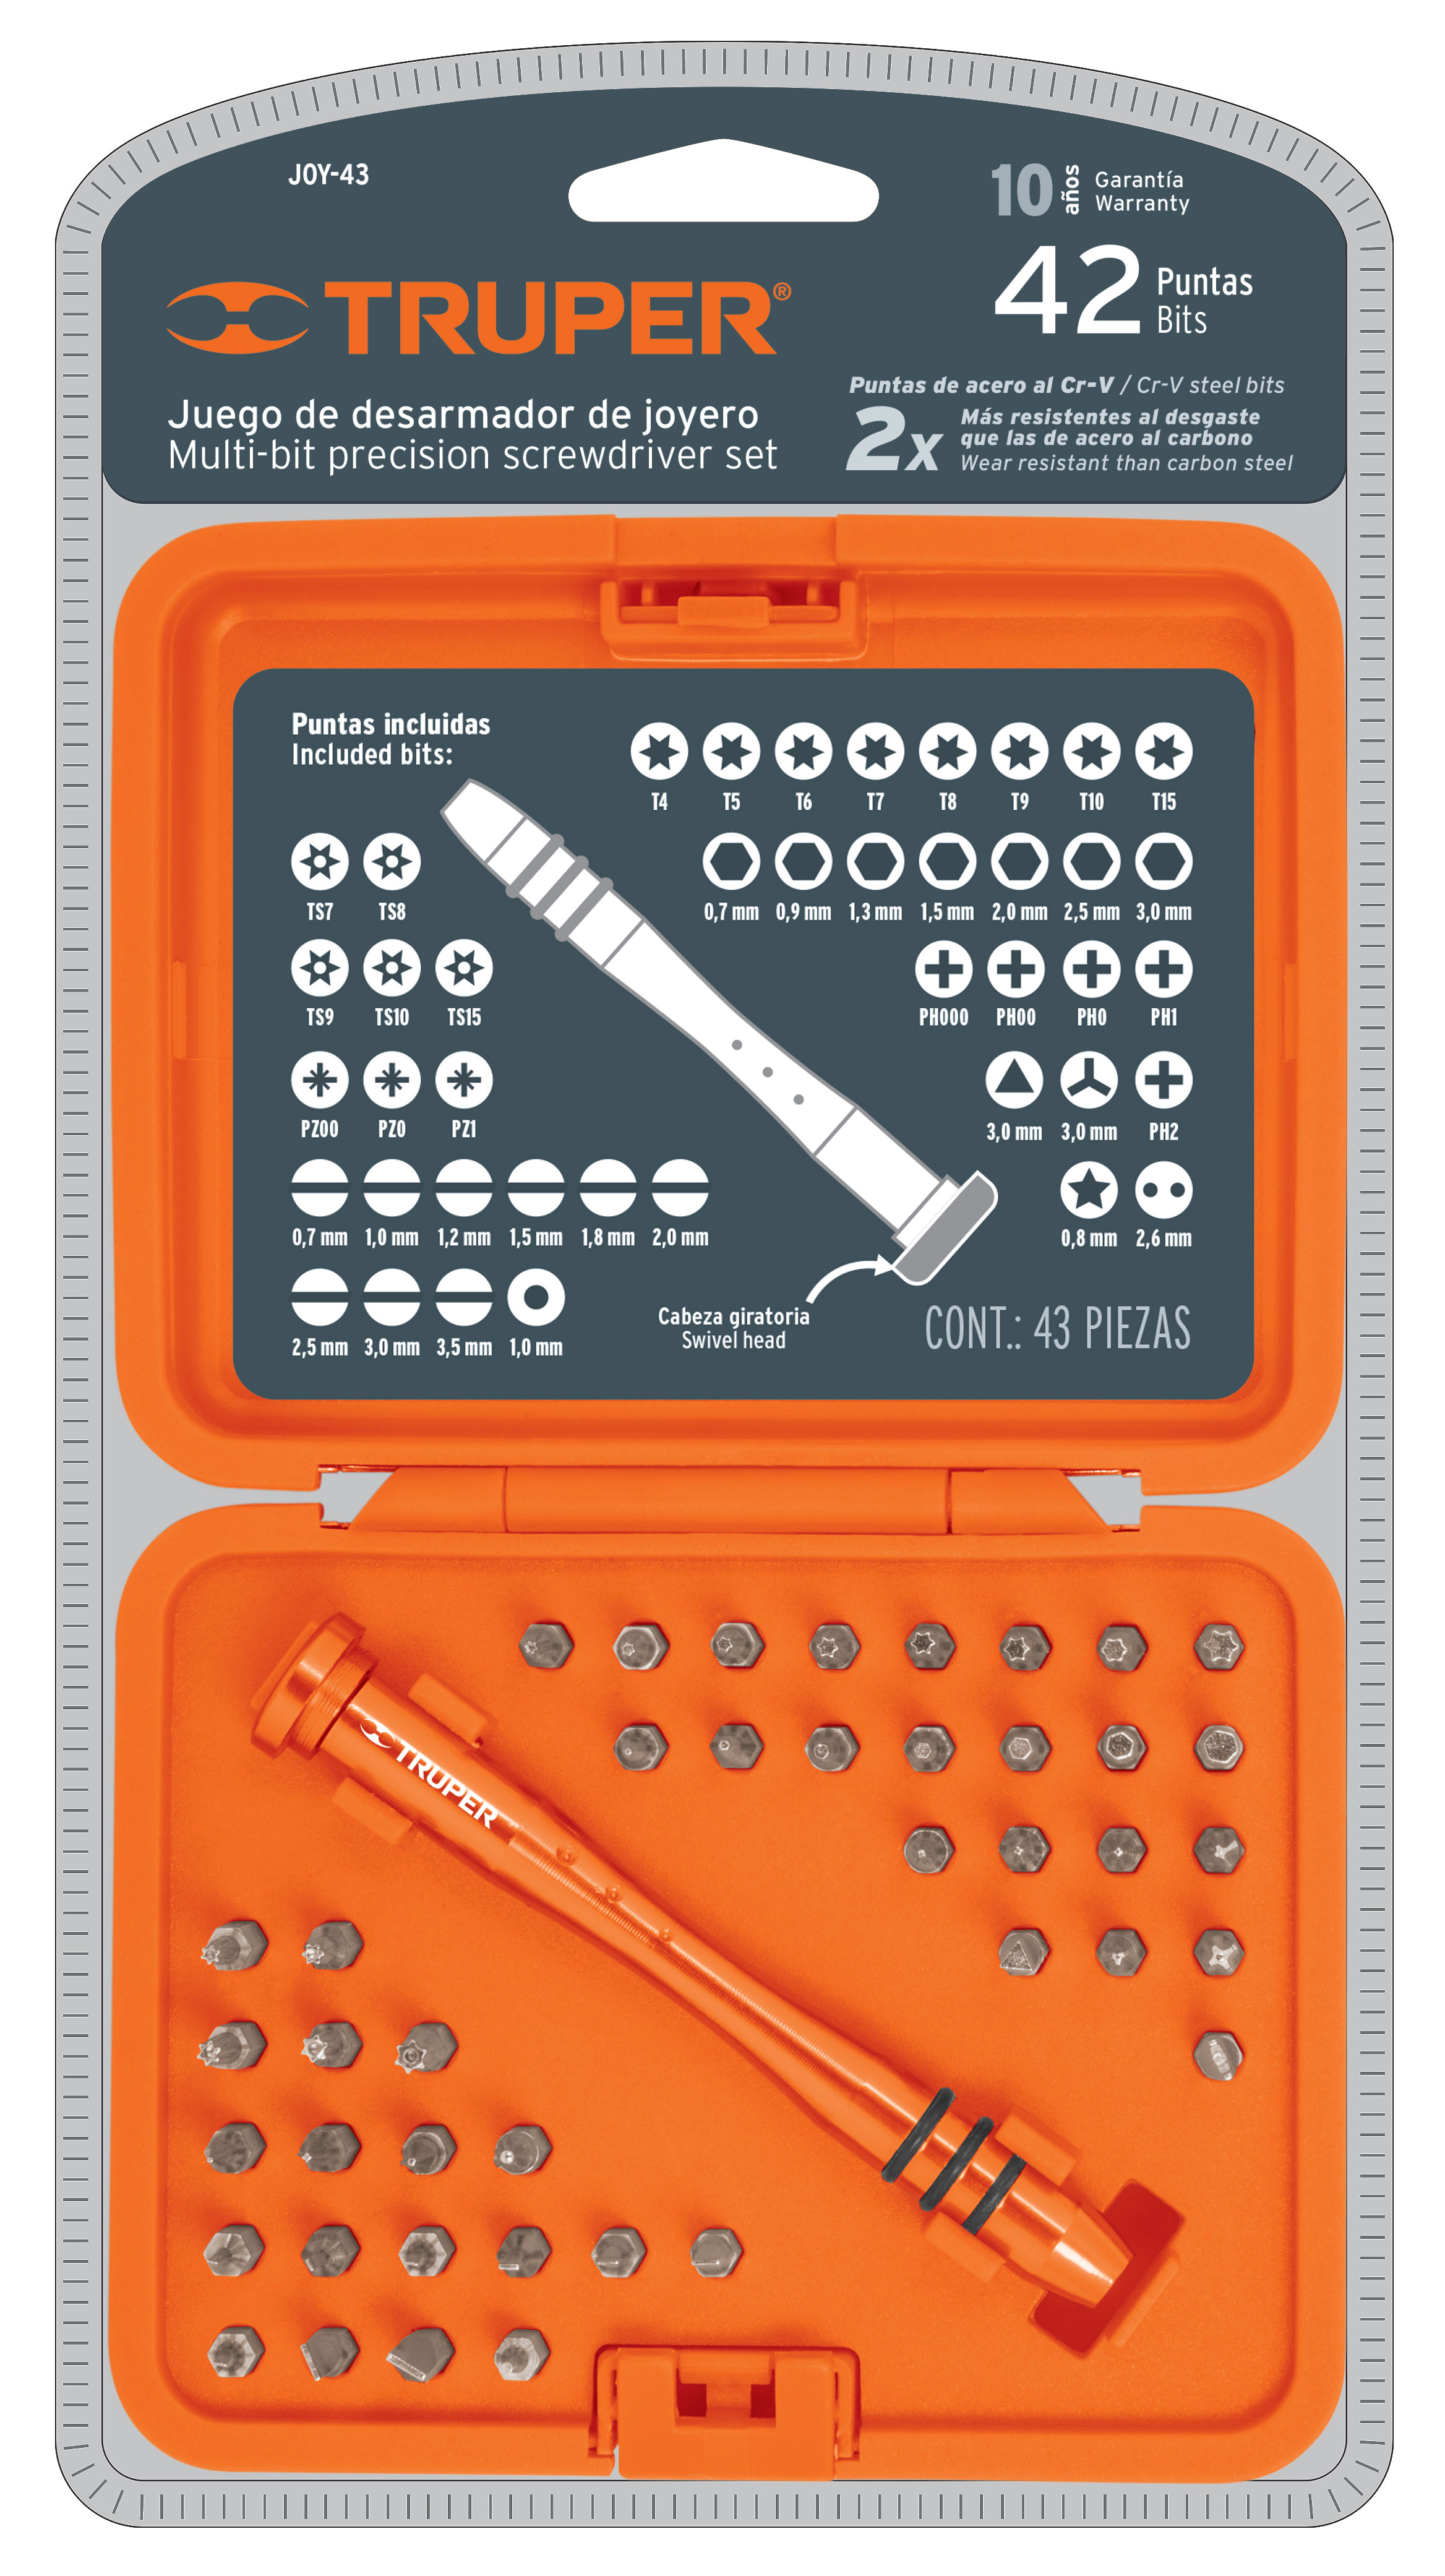 JOY-43
10 años Garantía
Warranty
42 Puntas
Bits
TRUPER®
Juego de desarmador de joyero
Multi-bit precision screwdriver set
Puntas de acero al Cr-V / Cr-V steel bits
2x Más resistentes al desgaste
que las de acero al carbono
Wear resistant than carbon steel
Puntas incluidas
Included bits:
T4 T5 T6 T7 T8 T9 T10 T15
TS7 TS8
0,7 mm 0,9 mm 1,3 mm 1,5 mm 2,0 mm 2,5 mm 3,0 mm
TS9 TS10 TS15
PH000 PH00 PH0 PH1
PZ00 PZ0 PZ1
3,0 mm 3,0 mm PH2
0,7 mm 1,0 mm 1,2 mm 1,5 mm 1,8 mm 2,0 mm
0,8 mm 2,6 mm
2,5 mm 3,0 mm 3,5 mm 1,0 mm
Cabeza giratoria
Swivel head
CONT.: 43 PIEZAS
TRUPER